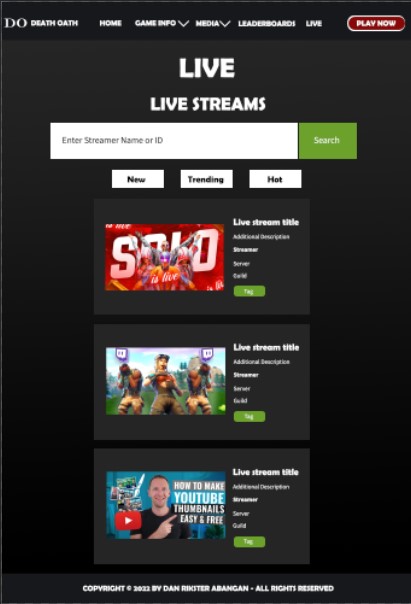 DO DEATH OATH HOME GAME INFO MEDIA LEADERBOARDS LIVE PLAY NOW
LIVE
LIVE STREAMS
Enter Streamer Name or ID Search
New Trending Hot
is live
SOLO
is live
Live stream title
Additional Description
Streamer
Server
Guild
Tag
Live stream title
Additional Description
Streamer
Server
Guild
Tag
HOW TO MAKE
YOUTUBE
THUMBNAILS
EASY & FREE
Live stream title
Additional Description
Streamer
Server
Guild
Tag
COPYRIGHT © 2022 BY DAN RIKSTER ABANGAN - ALL RIGHTS RESERVED